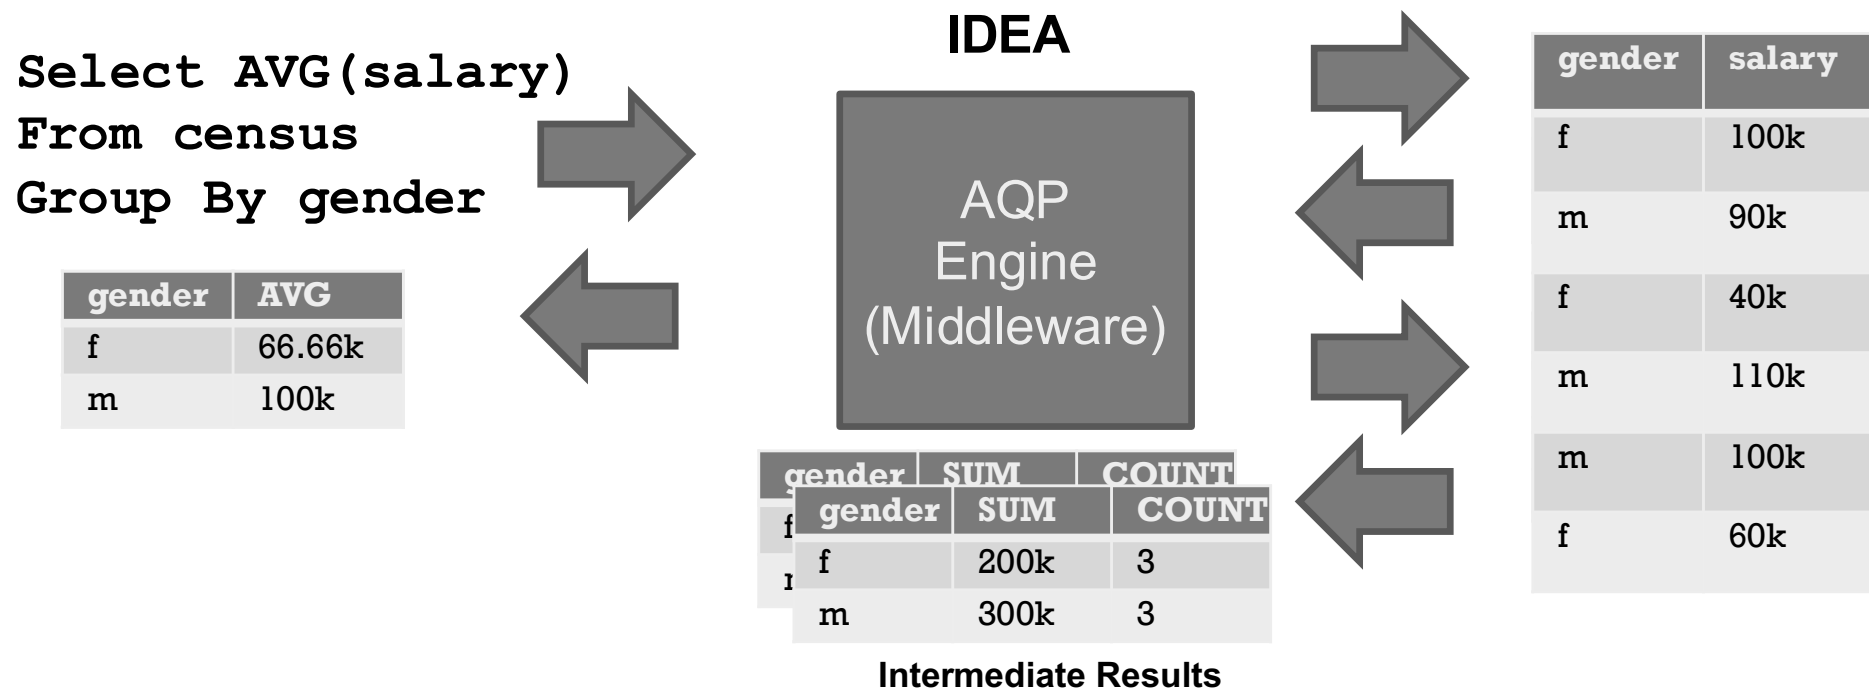 IDEA
Select AVG(salary)
From census
Group By gender
gender AVG
f 66.66k
m 100k
AQP
Engine
(Middleware)
gender SUM COUNT
f
gender SUM COUNT
f 200k 3
m 300k 3
Intermediate Results
gender salary
f 100k
m 90k
f 40k
m 110k
m 100k
f 60k